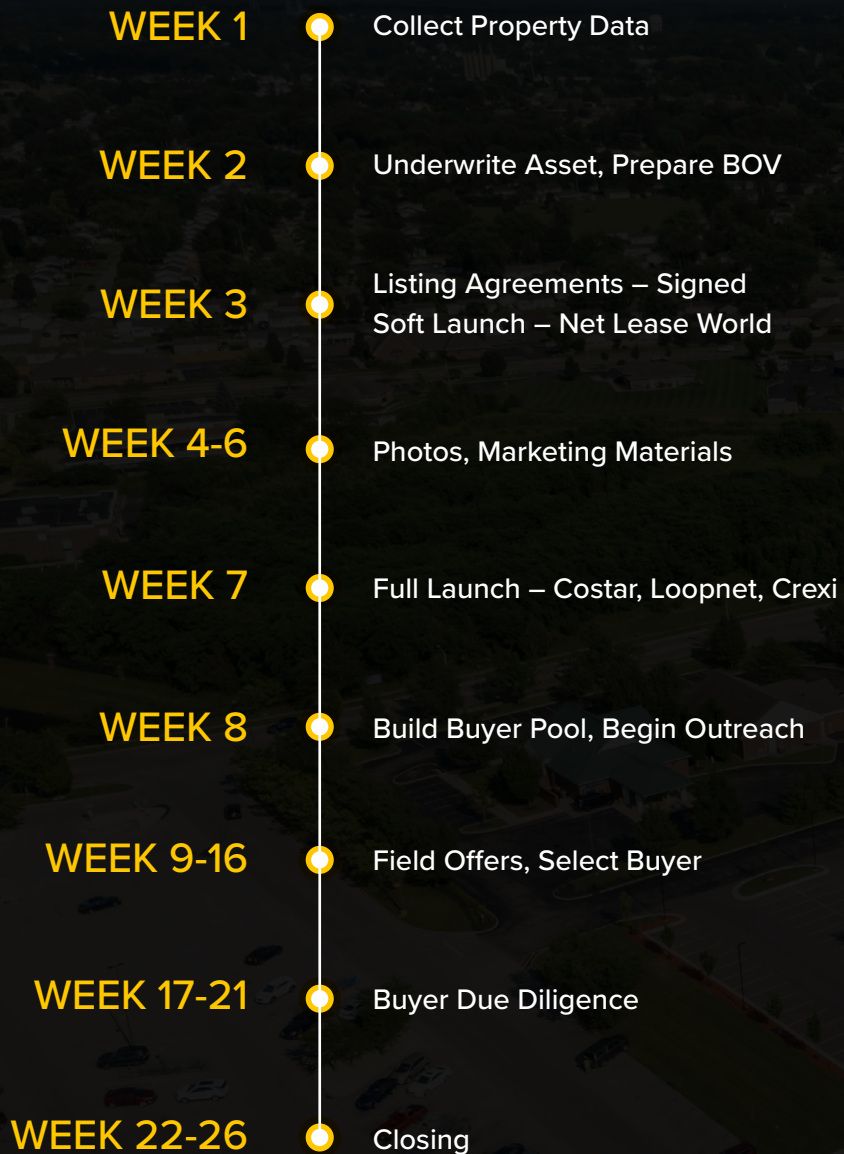 WEEK 1
Collect Property Data
WEEK 2
Underwrite Asset, Prepare BOV
WEEK 3
Listing Agreements – Signed
Soft Launch – Net Lease World
WEEK 4-6
Photos, Marketing Materials
WEEK 7
Full Launch – Costar, Loopnet, Crexi
WEEK 8
Build Buyer Pool, Begin Outreach
WEEK 9-16
Field Offers, Select Buyer
WEEK 17-21
Buyer Due Diligence
WEEK 22-26
Closing